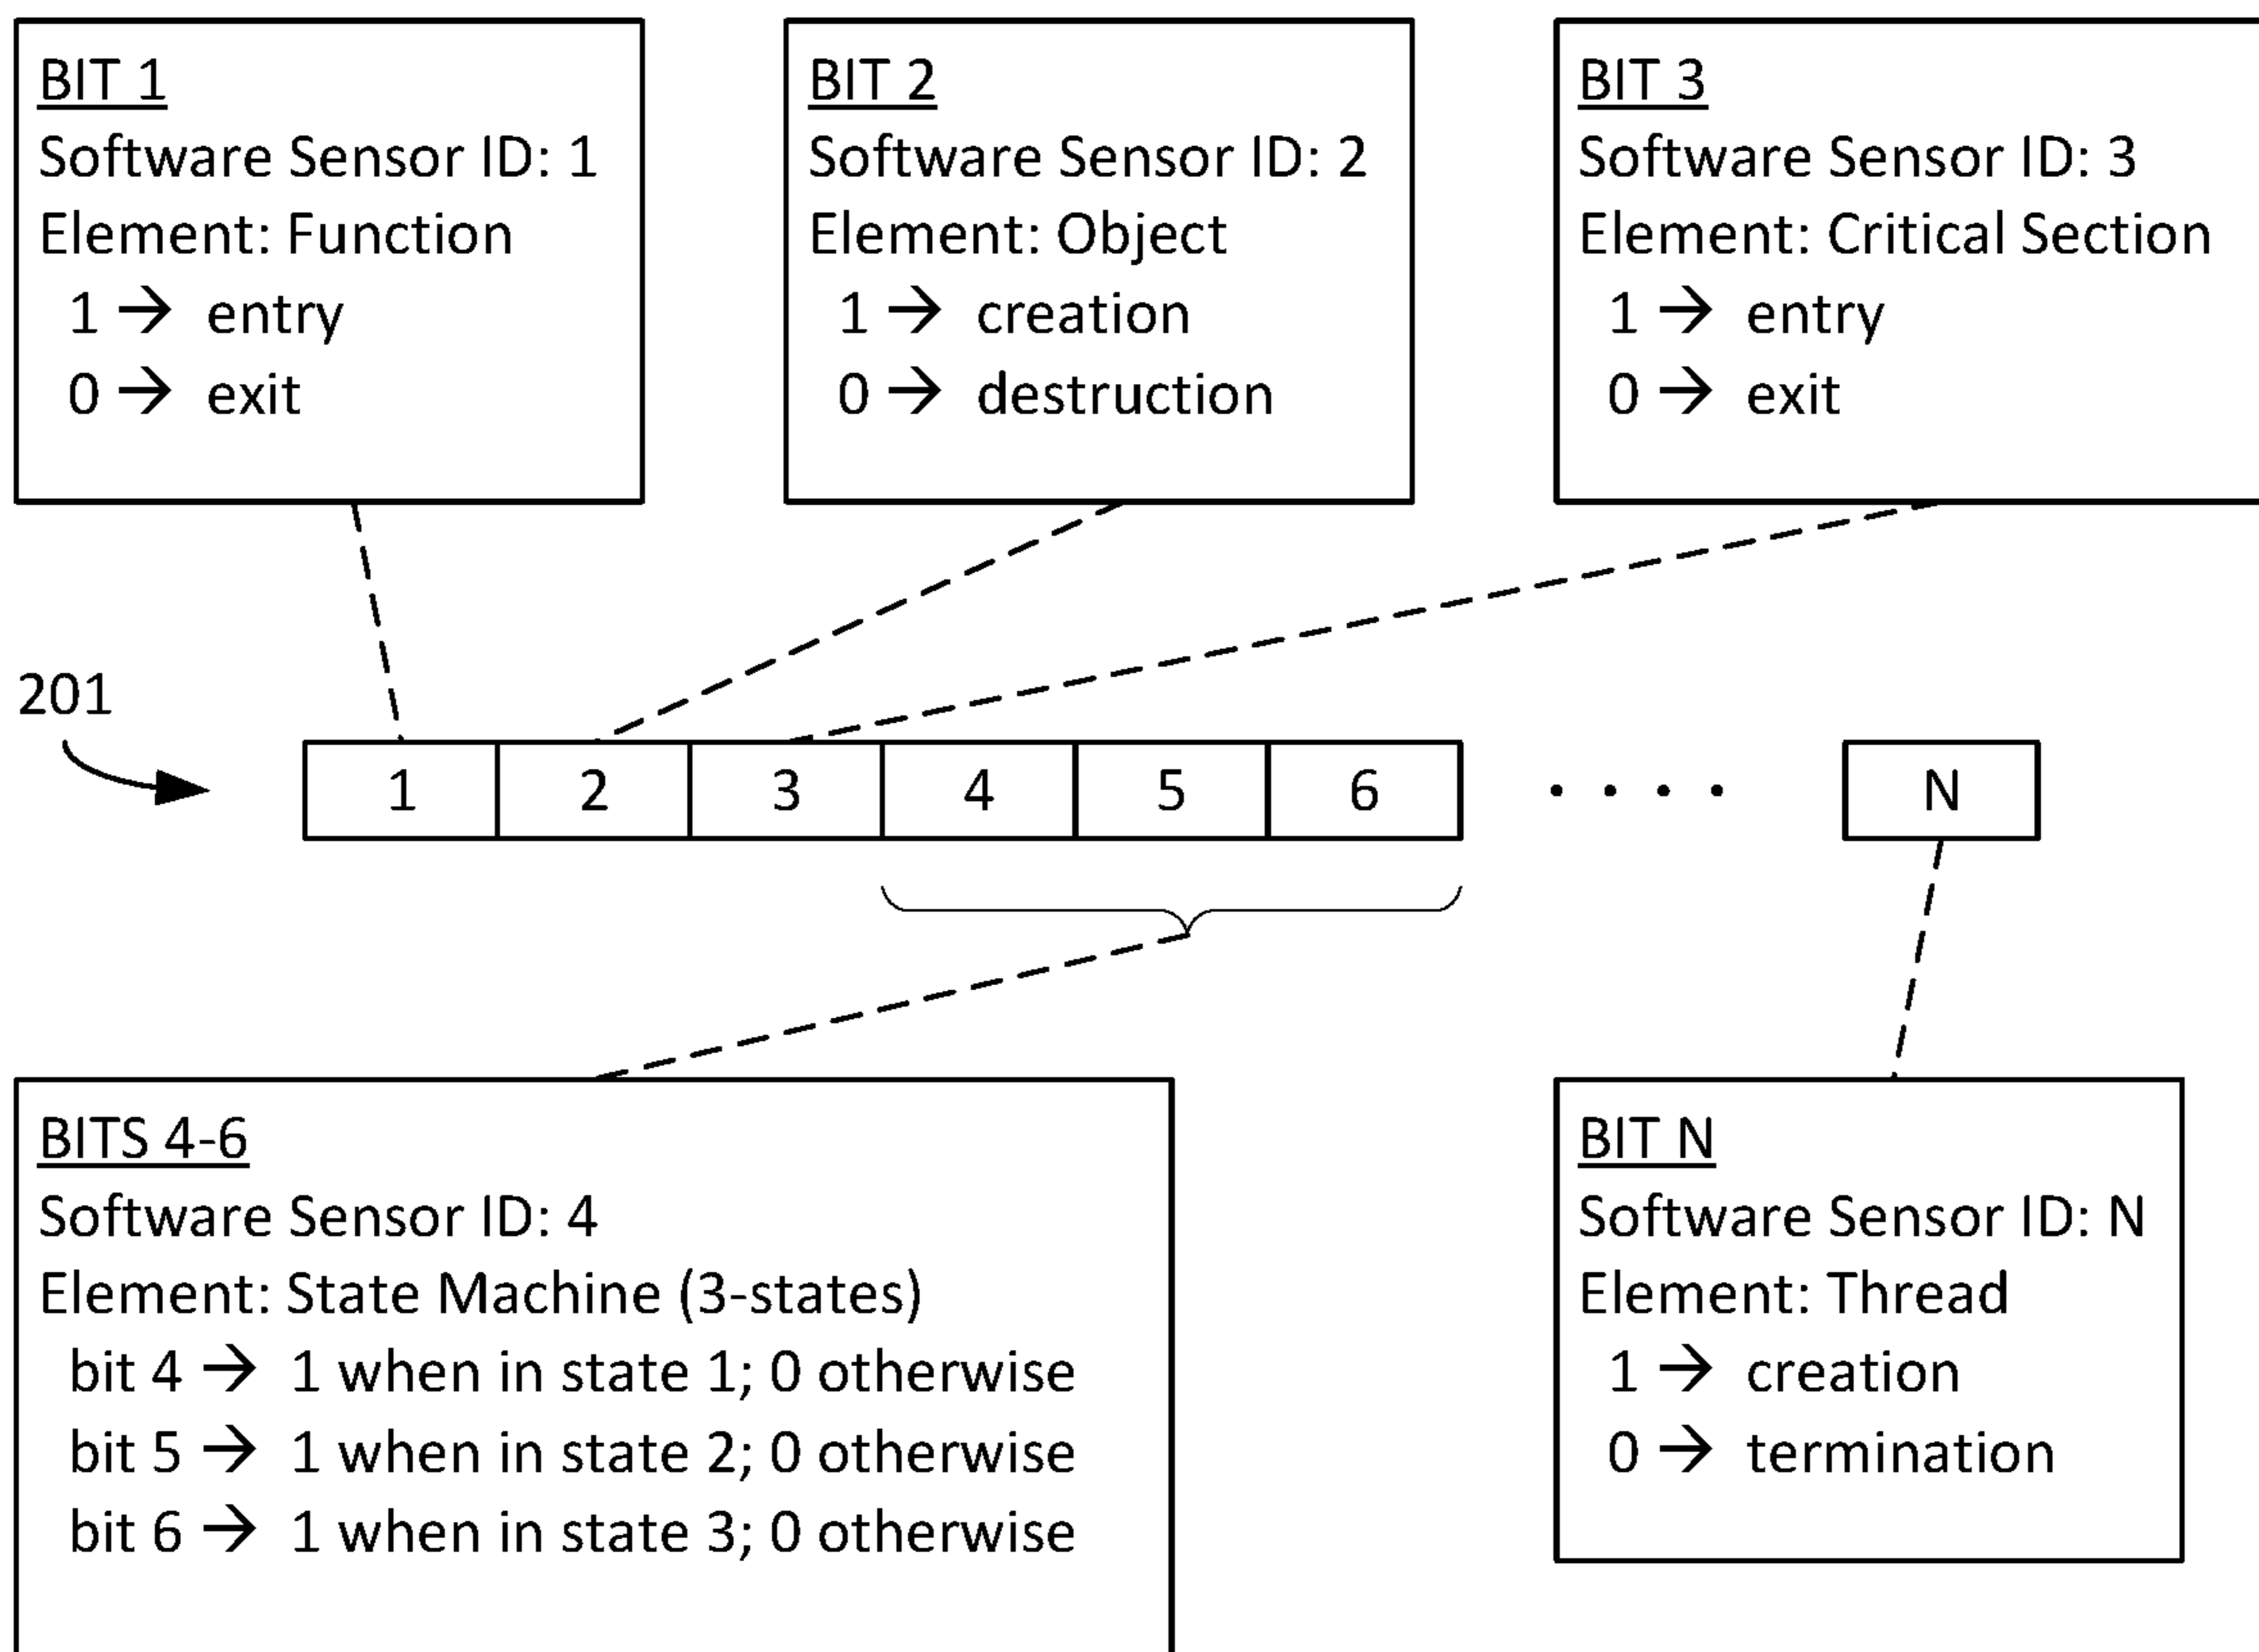 BIT 1
Software Sensor ID: 1
Element: Function
1 → entry
0 → exit
BIT 2
Software Sensor ID: 2
Element: Object
1 → creation
0 → destruction
BIT 3
Software Sensor ID: 3
Element: Critical Section
1 → entry
0 → exit
201
1 2 3 4 5 6 . . . . N
BITS 4-6
Software Sensor ID: 4
Element: State Machine (3-states)
bit 4 → 1 when in state 1; 0 otherwise
bit 5 → 1 when in state 2; 0 otherwise
bit 6 → 1 when in state 3; 0 otherwise
BIT N
Software Sensor ID: N
Element: Thread
1 → creation
0 → termination